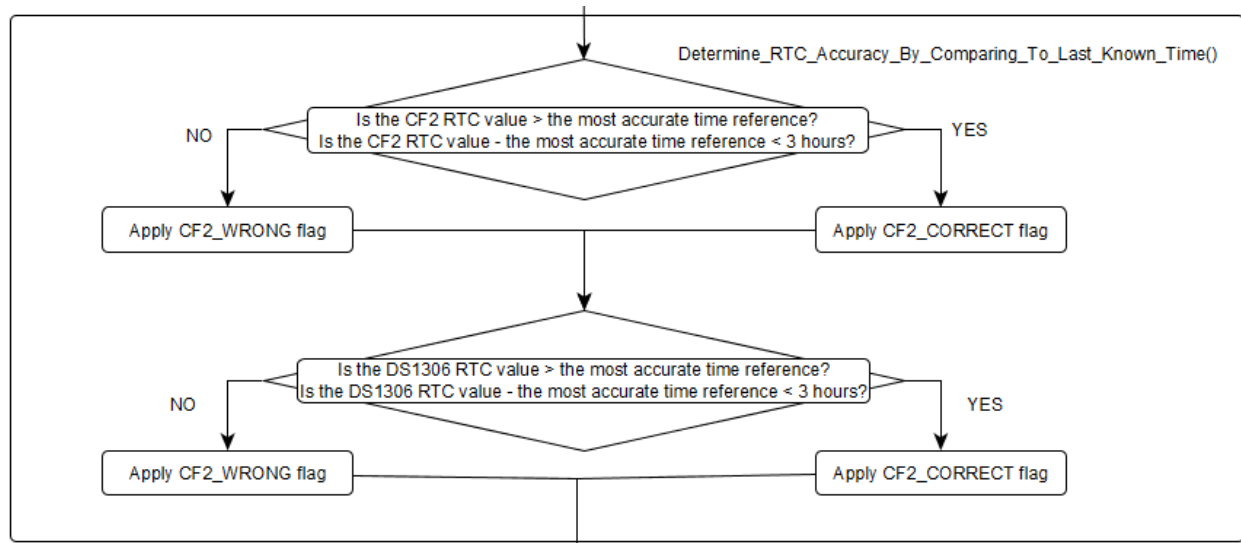 Determine_RTC_Accuracy_By_Comparing_To_Last_Known_Time()
Is the CF2 RTC value > the most accurate time reference?
Is the CF2 RTC value - the most accurate time reference < 3 hours?
NO
YES
Apply CF2_WRONG flag
Apply CF2_CORRECT flag
Is the DS1306 RTC value > the most accurate time reference?
Is the DS1306 RTC value - the most accurate time reference < 3 hours?
NO
YES
Apply CF2_WRONG flag
Apply CF2_CORRECT flag